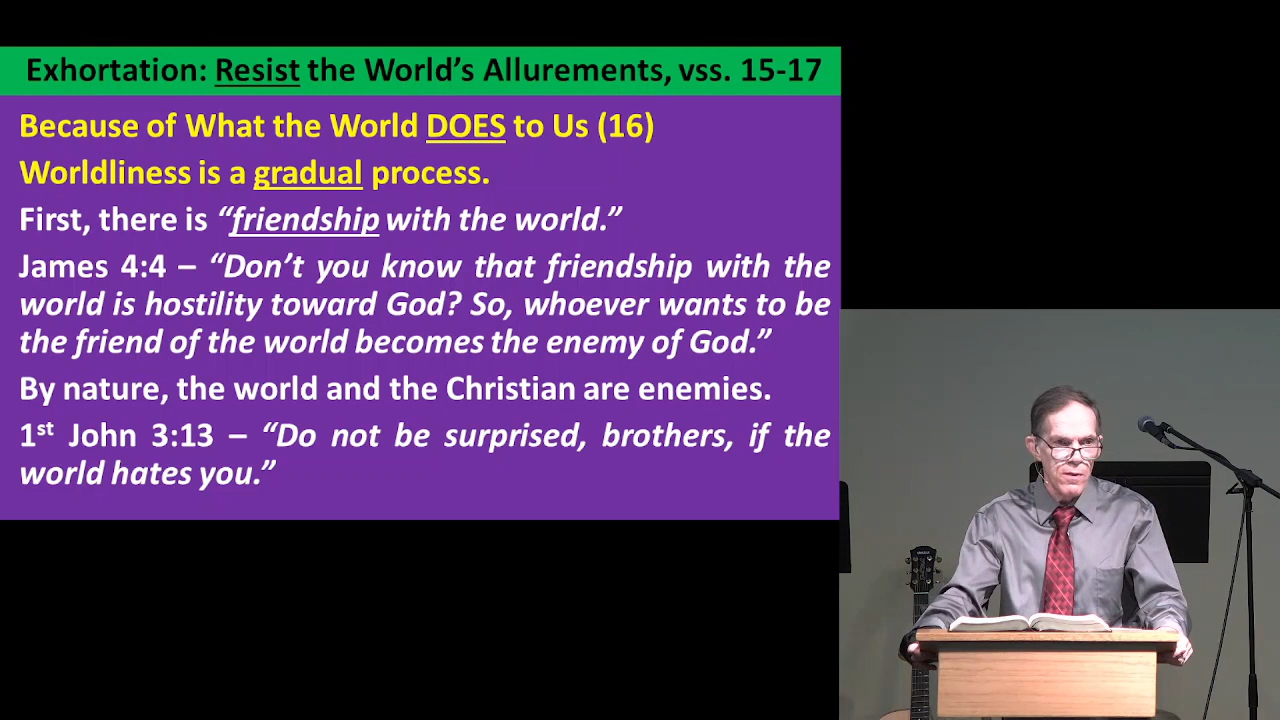 Exhortation: Resist the World’s Allurements, vss. 15-17
Because of What the World DOES to Us (16)
Worldliness is a gradual process.
First, there is “friendship with the world.”
James 4:4 – “Don’t you know that friendship with the
world is hostility toward God? So, whoever wants to be
the friend of the world becomes the enemy of God.”
By nature, the world and the Christian are enemies.
1st John 3:13 – “Do not be surprised, brothers, if the
world hates you.”